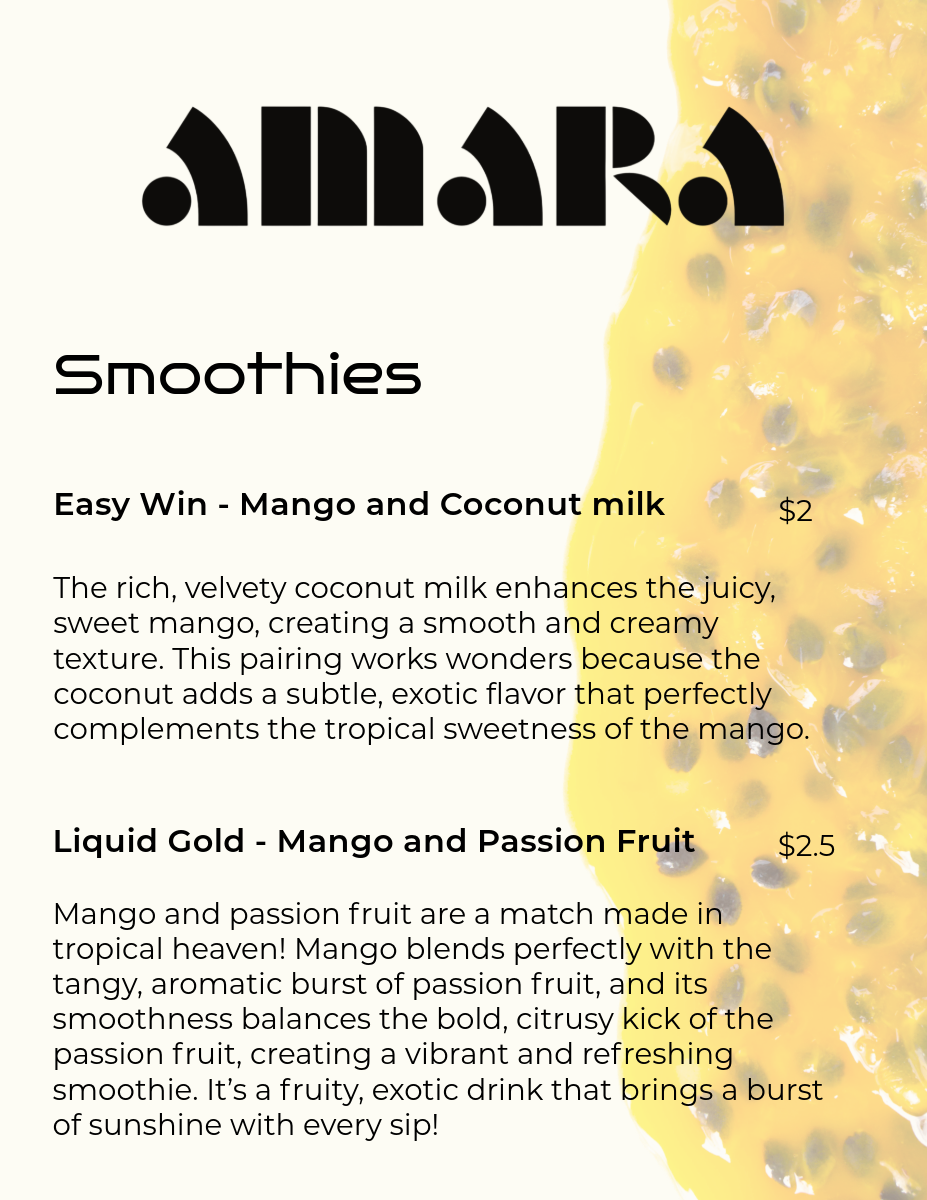 AMARA
Smoothies
Easy Win - Mango and Coconut milk $2
The rich, velvety coconut milk enhances the juicy,
sweet mango, creating a smooth and creamy
texture. This pairing works wonders because the
coconut adds a subtle, exotic flavor that perfectly
complements the tropical sweetness of the mango.
Liquid Gold - Mango and Passion Fruit $2.5
Mango and passion fruit are a match made in
tropical heaven! Mango blends perfectly with the
tangy, aromatic burst of passion fruit, and its
smoothness balances the bold, citrusy kick of the
passion fruit, creating a vibrant and refreshing
smoothie. It’s a fruity, exotic drink that brings a burst
of sunshine with every sip!